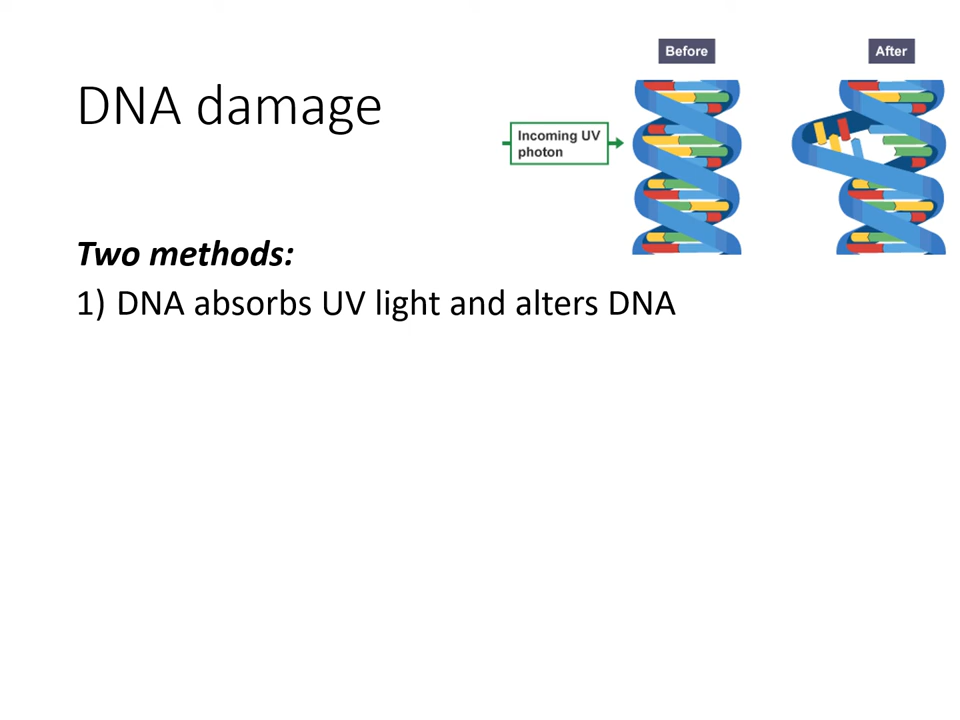 Before
After
DNA damage
Incoming UV
photon
Two methods:
1) DNA absorbs UV light and alters DNA